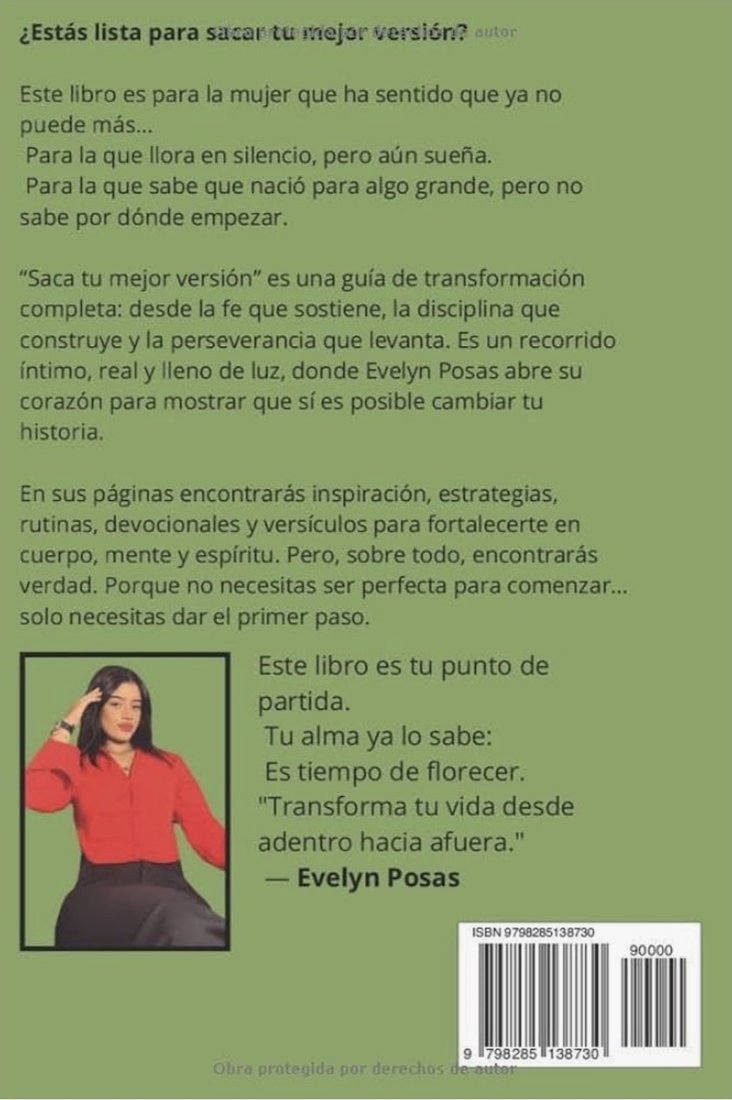 ¿Estás lista para sacar tu mejor versión?
Obra protegida por derechos de autor
Este libro es para la mujer que ha sentido que ya no
puede más...
Para la que llora en silencio, pero aún sueña.
Para la que sabe que nació para algo grande, pero no
sabe por dónde empezar.
“Saca tu mejor versión” es una guía de transformación
completa: desde la fe que sostiene, la disciplina que
construye y la perseverancia que levanta. Es un recorrido
íntimo, real y lleno de luz, donde Evelyn Posas abre su
corazón para mostrar que sí es posible cambiar tu
historia.
En sus páginas encontrarás inspiración, estrategias,
rutinas, devocionales y versículos para fortalecerte en
cuerpo, mente y espíritu. Pero, sobre todo, encontrarás
verdad. Porque no necesitas ser perfecta para comenzar...
solo necesitas dar el primer paso.
Este libro es tu punto de
partida.
Tu alma ya lo sabe:
Es tiempo de florecer.
"Transforma tu vida desde
adentro hacia afuera."
— Evelyn Posas
ISBN 9798285138730
90000
9 798285 138730
Obra protegida por derechos de autor